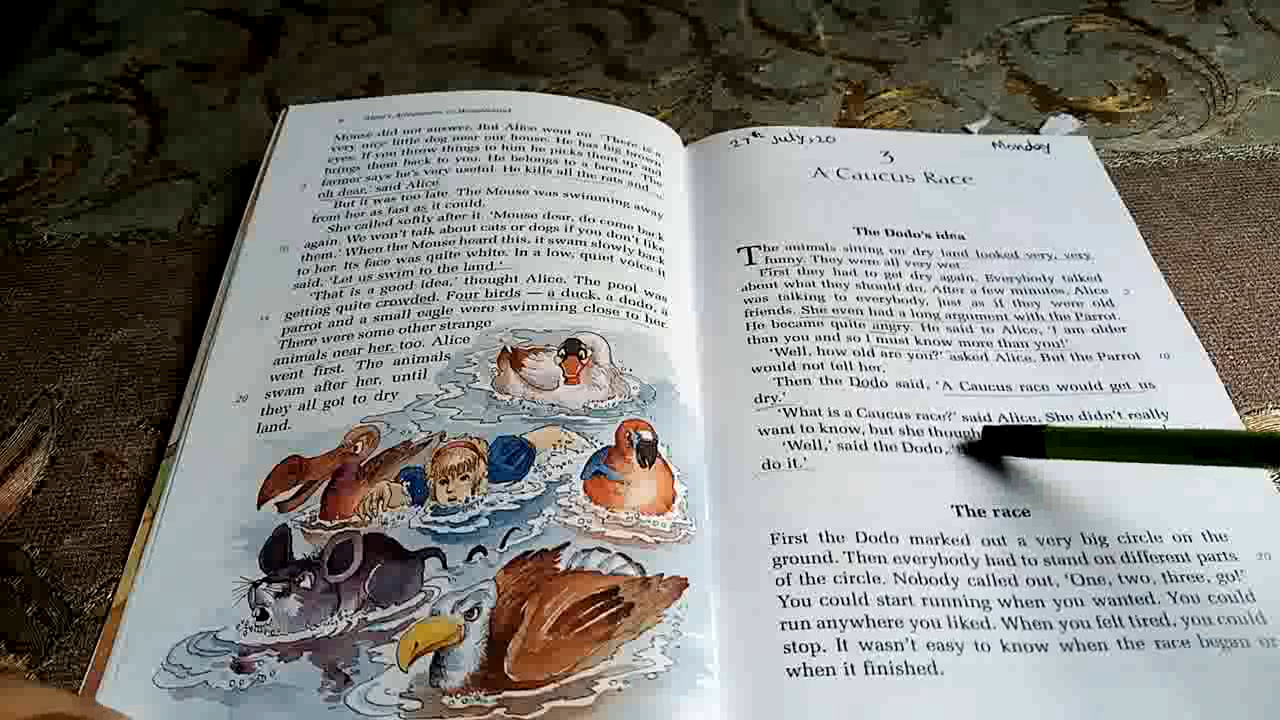 Alice's Adventures in Wonderland
Mouse did not answer. But Alice went on. 'There is a
very nice little dog near our house. He has big brown
eyes. If you throw things to him he picks them up and
brings them back to you. He belongs to a farmer. The
farmer says he's very useful. He kills all the rats and –
oh dear,' said Alice.
But it was too late. The Mouse was swimming away
from her as fast as it could.
She called softly after it. 'Mouse dear, do come back
10 again. We won't talk about cats or dogs if you don't like
them.' When the Mouse heard this, it swam slowly back
to her. Its face was quite white. In a low, quiet voice it
said, 'Let us swim to the land.'
'That is a good idea,' thought Alice. The pool was
getting quite crowded. Four birds — a duck, a dodo, a
parrot and a small eagle were swimming close to her.
There were some other strange
animals near her, too. Alice
went first. The animals
20 swam after her, until
they all got to dry
land.
27th July, 20 Monday
3
A Caucus Race
The Dodo's idea
The animals sitting on dry land looked very, very
funny. They were all very wet.
First they had to get dry again. Everybody talked
about what they should do. After a few minutes, Alice
was talking to everybody, just as if they were old 5
friends. She even had a long argument with the Parrot.
He became quite angry. He said to Alice, 'I am older
than you and so I must know more than you!'
'Well, how old are you?' asked Alice. But the Parrot 10
would not tell her.
Then the Dodo said, 'A Caucus race would get us
dry.'
'What is a Caucus race?' said Alice. She didn't really
want to know, but she
'Well,' said the Dodo,
do it.'
The race
First the Dodo marked out a very big circle on the
ground. Then everybody had to stand on different parts 20
of the circle. Nobody called out, 'One, two, three, go!'
You could start running when you wanted. You could
run anywhere you liked. When you felt tired, you could
stop. It wasn't easy to know when the race began or
when it finished.